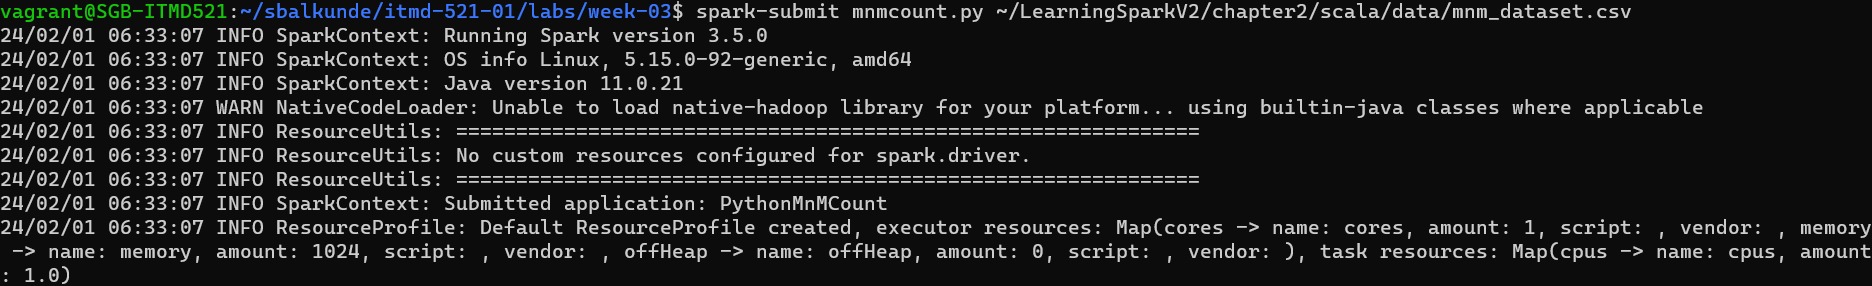 vagrant@SGB-ITMD521:~/sbalkunde/itmd-521-01/labs/week-03$ spark-submit mnmcount.py ~/LearningSparkV2/chapter2/scala/data/mnm_dataset.csv
24/02/01 06:33:07 INFO SparkContext: Running Spark version 3.5.0
24/02/01 06:33:07 INFO SparkContext: OS info Linux, 5.15.0-92-generic, amd64
24/02/01 06:33:07 INFO SparkContext: Java version 11.0.21
24/02/01 06:33:07 WARN NativeCodeLoader: Unable to load native-hadoop library for your platform... using builtin-java classes where applicable
24/02/01 06:33:07 INFO ResourceUtils: ==============================================================
24/02/01 06:33:07 INFO ResourceUtils: No custom resources configured for spark.driver.
24/02/01 06:33:07 INFO ResourceUtils: ==============================================================
24/02/01 06:33:07 INFO SparkContext: Submitted application: PythonMnMCount
24/02/01 06:33:07 INFO ResourceProfile: Default ResourceProfile created, executor resources: Map(cores -> name: cores, amount: 1, script: , vendor: , memory
 -> name: memory, amount: 1024, script: , vendor: , offHeap -> name: offHeap, amount: 0, script: , vendor: ), task resources: Map(cpus -> name: cpus, amount
: 1.0)